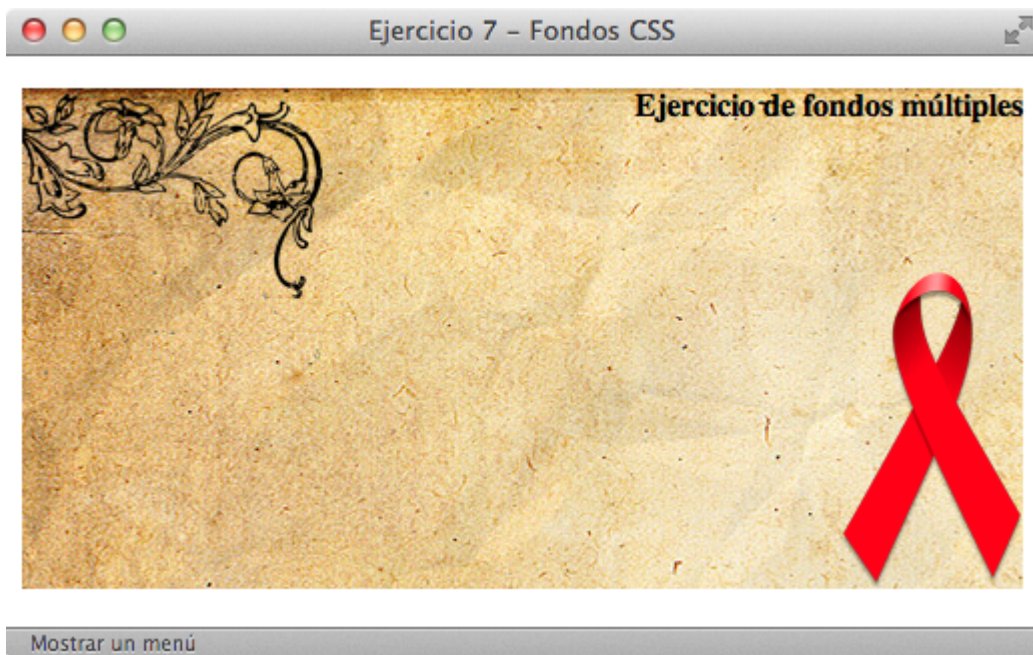 Ejercicio 7 – Fondos CSS
Ejercicio de fondos múltiples
Mostrar un menú